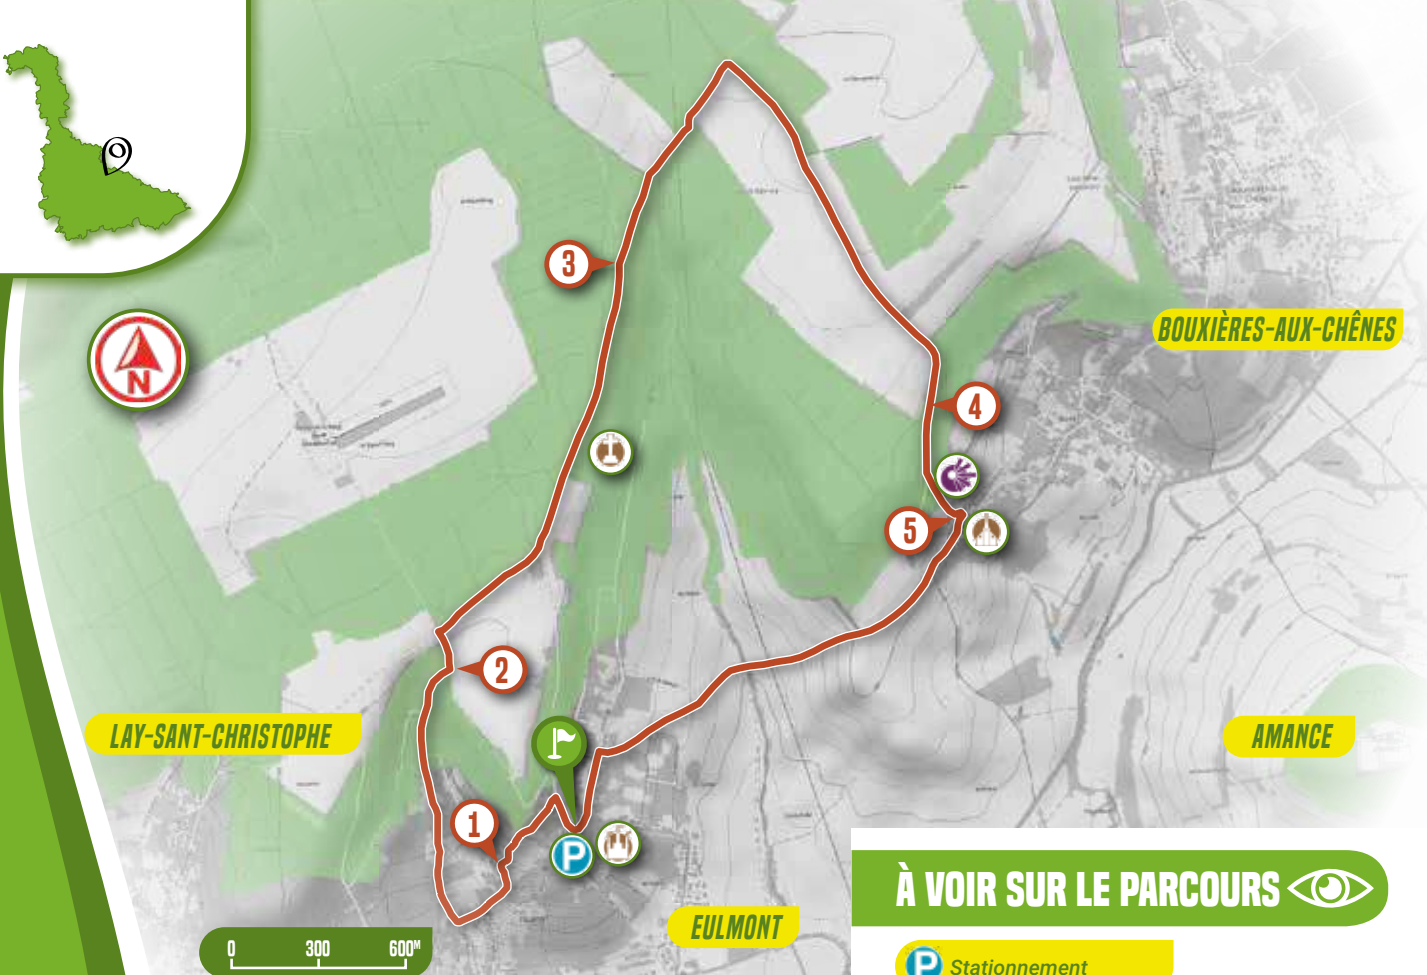 3
N
BOUXIÈRES-AUX-CHÊNES
4
5
2
LAY-SANT-CHRISTOPHE
AMANCE
1
P
À VOIR SUR LE PARCOURS
EULMONT
0 300 600M
P Stationnement